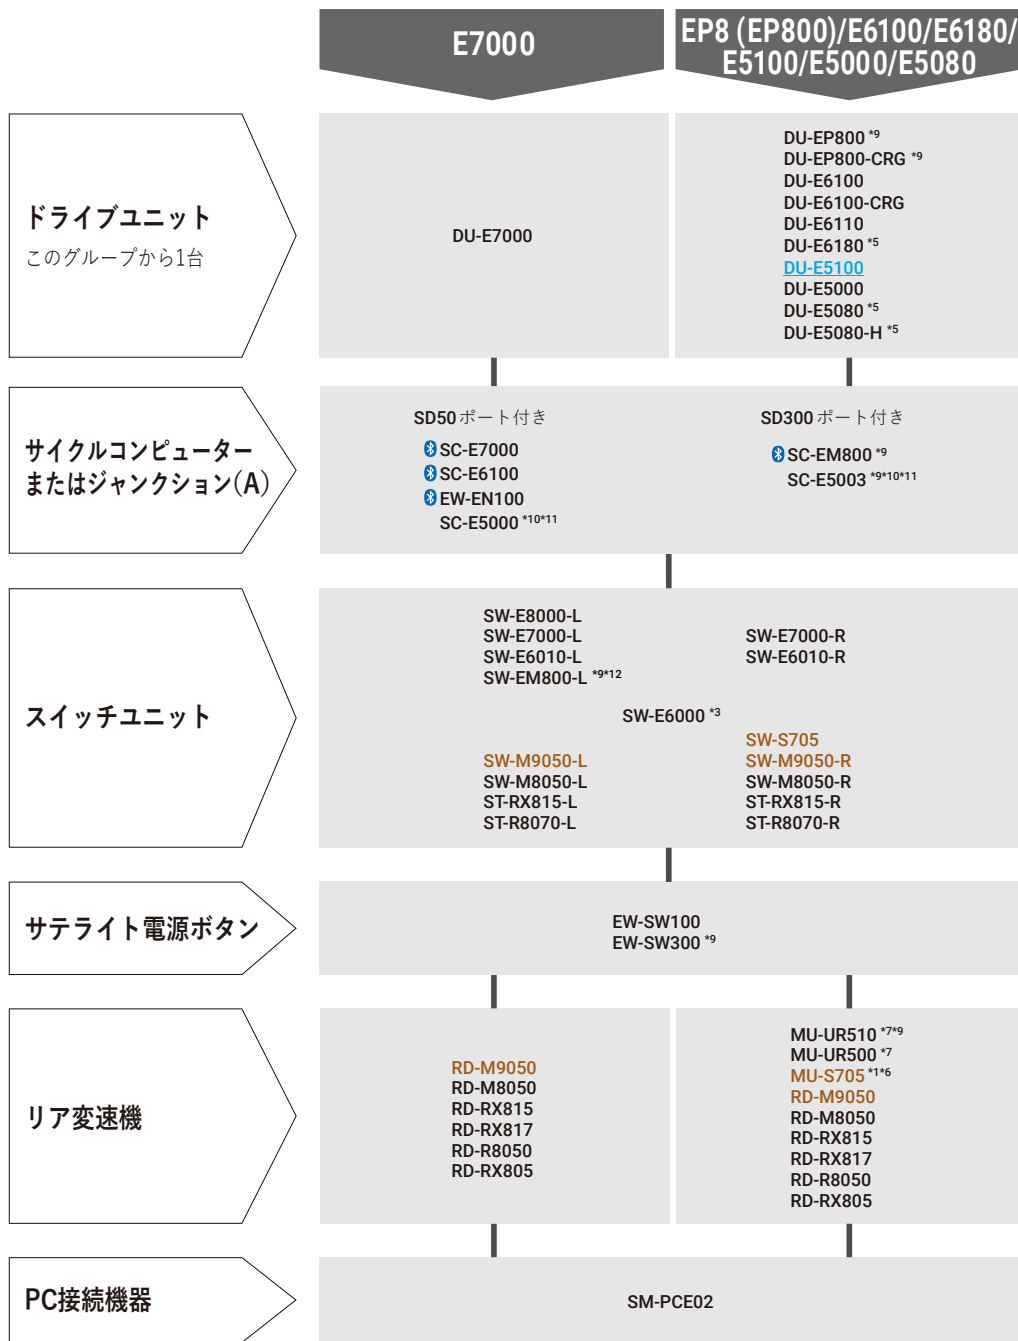 E7000
EP8 (EP800)/E6100/E6180/
E5100/E5000/E5080
ドライブユニット
このグループから1台
DU-E7000
DU-EP800 *9
DU-EP800-CRG *9
DU-E6100
DU-E6100-CRG
DU-E6110
DU-E6180 *5
DU-E5100
DU-E5000
DU-E5080 *5
DU-E5080-H *5
サイクルコンピューター
またはジャンクション(A)
SD50ポート付き
SC-E7000
SC-E6100
EW-EN100
SC-E5000 *10*11
SD300ポート付き
SC-EM800 *9
SC-E5003 *9*10*11
スイッチユニット
SW-E8000-L
SW-E7000-L
SW-E6010-L
SW-EM800-L *9*12
SW-E7000-R
SW-E6010-R
SW-E6000 *3
SW-M9050-L
SW-M8050-L
ST-RX815-L
ST-R8070-L
SW-S705
SW-M9050-R
SW-M8050-R
ST-RX815-R
ST-R8070-R
サテライト電源ボタン
EW-SW100
EW-SW300 *9
リア変速機
RD-M9050
RD-M8050
RD-RX815
RD-RX817
RD-R8050
RD-RX805
MU-UR510 *7*9
MU-UR500 *7
MU-S705 *1*6
RD-M9050
RD-M8050
RD-RX815
RD-RX817
RD-R8050
RD-RX805
PC接続機器
SM-PCE02